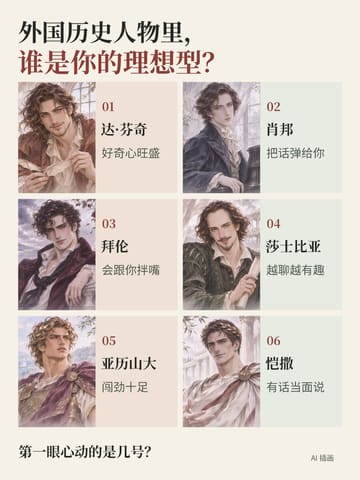 外国历史人物里，
谁是你的理想型？
01
达·芬奇
好奇心旺盛
02
肖邦
把话弹给你
03
拜伦
会跟你拌嘴
04
莎士比亚
越聊越有趣
05
亚历山大
闯劲十足
06
恺撒
有话当面说
第一眼心动的是几号？
AI 插画